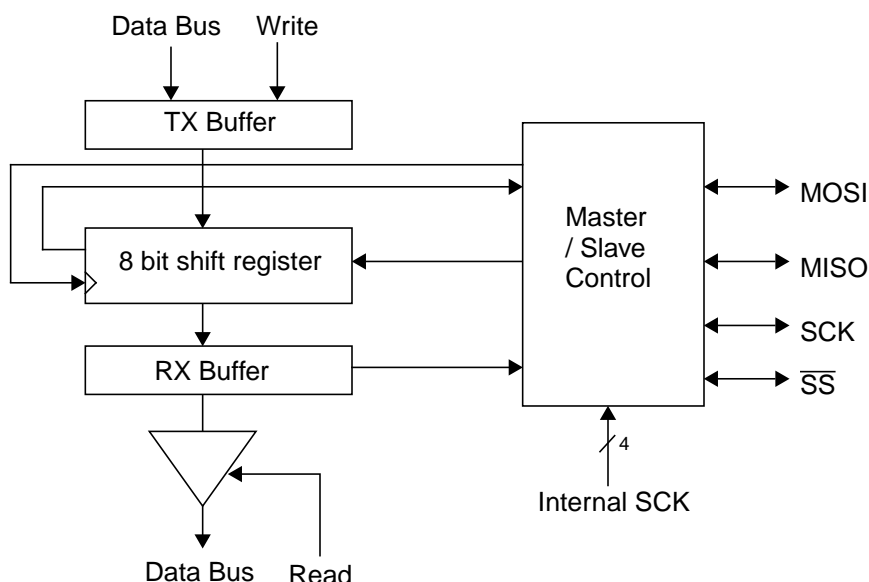 Data Bus
Write
TX Buffer
MOSI
Master
/ Slave
Control
8 bit shift register
MISO
SCK
RX Buffer
SS
4
Internal SCK
Data Bus
Read